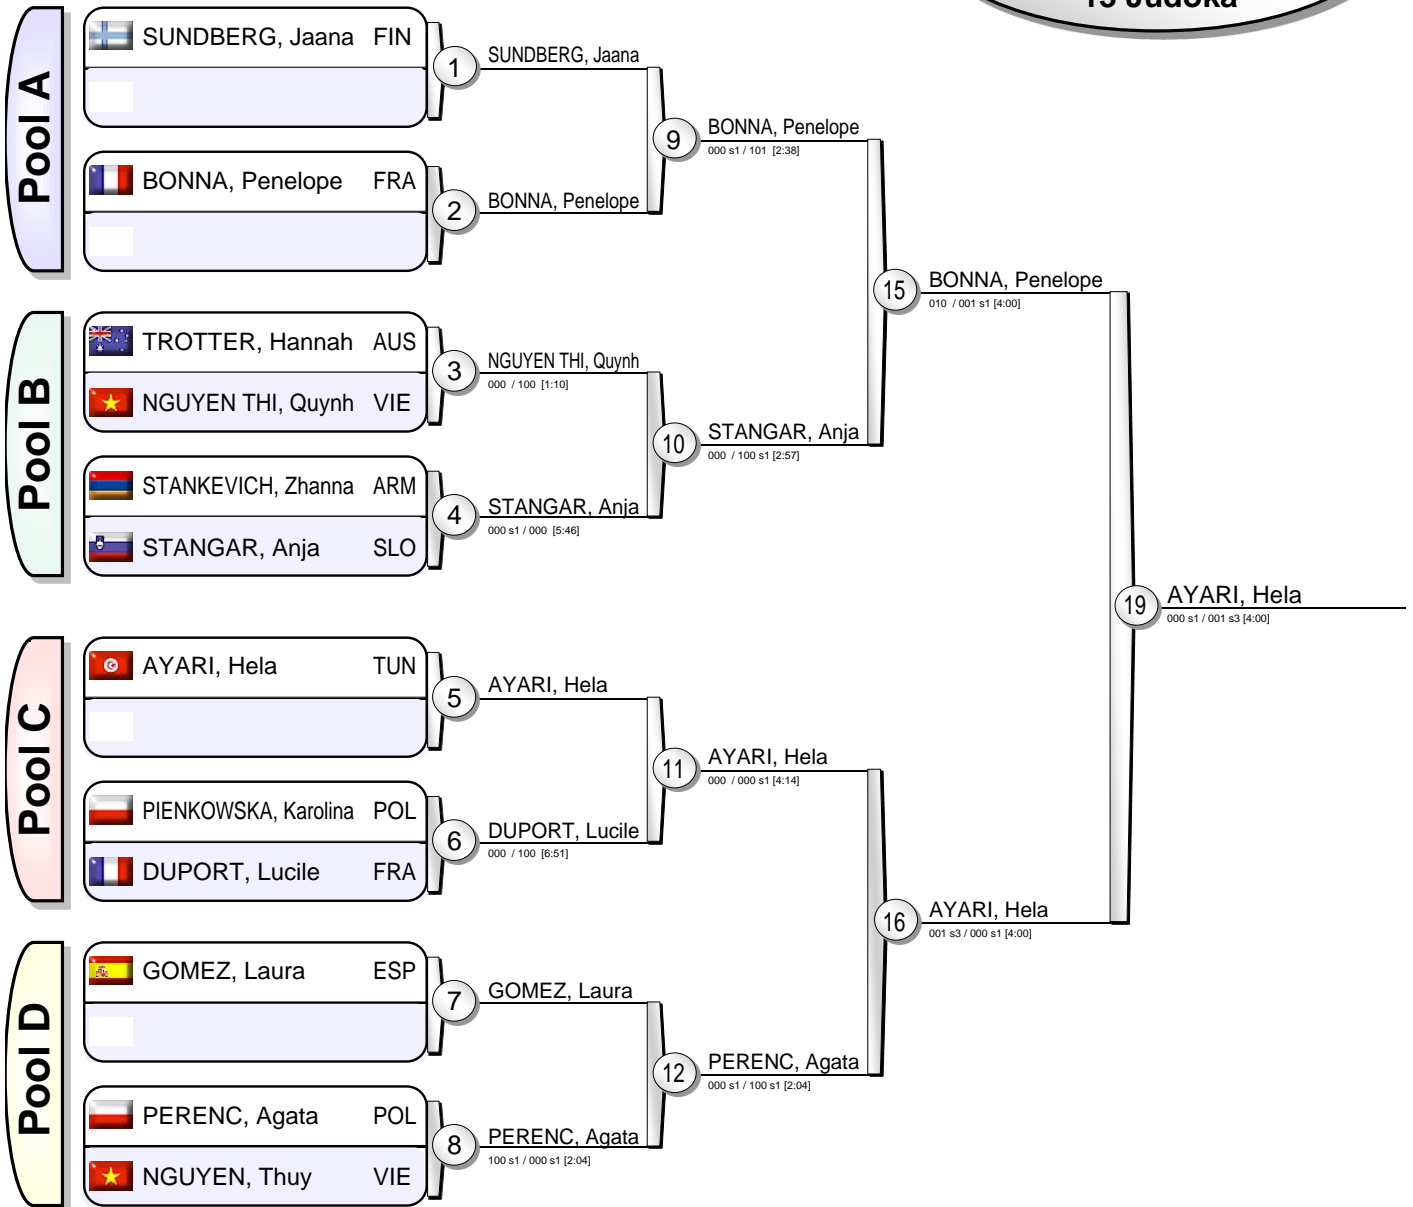 15 Judoka
Pool A
SUNDBERG, Jaana FIN
BONNA, Penelope FRA
Pool B
TROTTER, Hannah AUS
NGUYEN THI, Quynh VIE
STANKEVICH, Zhanna ARM
STANGAR, Anja SLO
Pool C
AYARI, Hela TUN
PIENKOWSKA, Karolina POL
DUPORT, Lucile FRA
Pool D
GOMEZ, Laura ESP
PERENC, Agata POL
NGUYEN, Thuy VIE
1
SUNDBERG, Jaana
2
BONNA, Penelope
3
NGUYEN THI, Quynh
000 / 100 [1:10]
4
STANGAR, Anja
000 s1 / 000 [5:46]
5
AYARI, Hela
6
DUPORT, Lucile
000 / 100 [6:51]
7
GOMEZ, Laura
8
PERENC, Agata
100 s1 / 000 s1 [2:04]
9
BONNA, Penelope
000 s1 / 101 [2:38]
10
STANGAR, Anja
000 / 100 s1 [2:57]
11
AYARI, Hela
000 / 000 s1 [4:14]
12
PERENC, Agata
000 s1 / 100 s1 [2:04]
15
BONNA, Penelope
010 / 001 s1 [4:00]
16
AYARI, Hela
001 s3 / 000 s1 [4:00]
19
AYARI, Hela
000 s1 / 001 s3 [4:00]